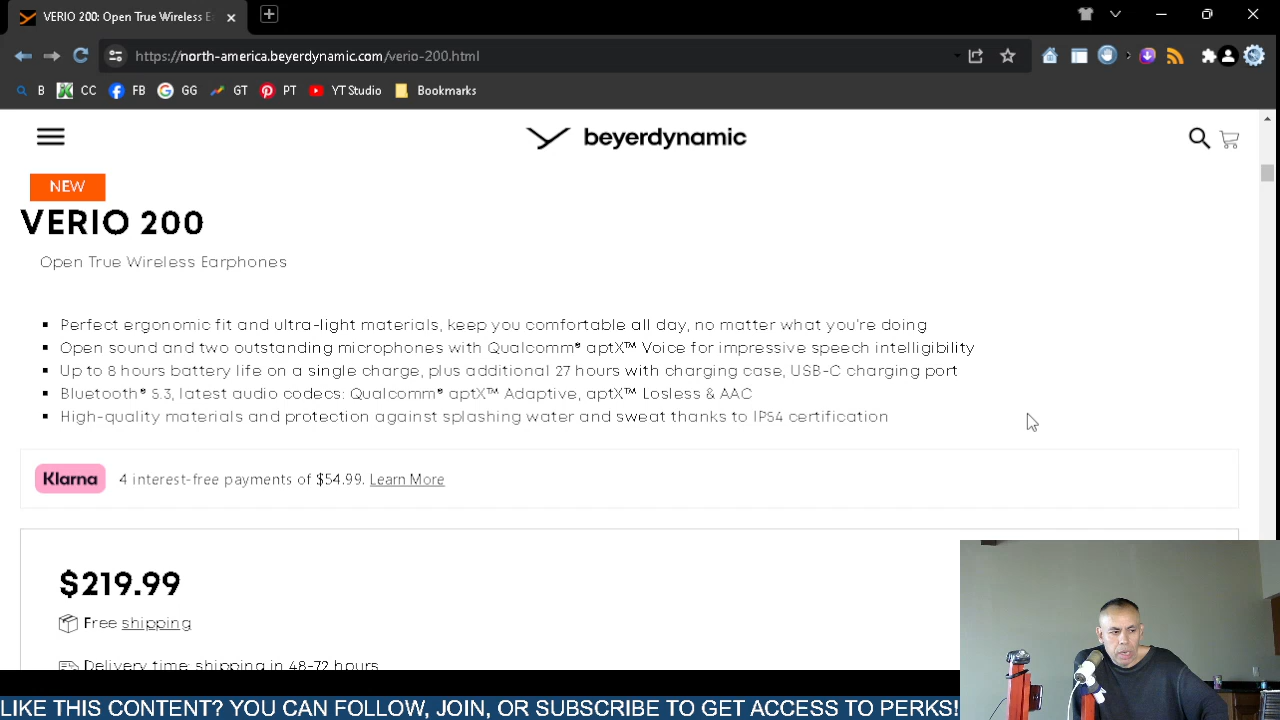 VERIO 200: Open True Wireless E
https://north-america.beyerdynamic.com/verio-200.html
B CC FB GG GT PT YT Studio Bookmarks
beyerdynamic
NEW
VERIO 200
Open True Wireless Earphones
▪ Perfect ergonomic fit and ultra-light materials, keep you comfortable all day, no matter what you're doing
▪ Open sound and two outstanding microphones with Qualcomm® aptX™ Voice for impressive speech intelligibility
▪ Up to 8 hours battery life on a single charge, plus additional 27 hours with charging case, USB-C charging port
▪ Bluetooth® 5.3, latest audio codecs: Qualcomm® aptX™ Adaptive, aptX™ Losless & AAC
▪ High-quality materials and protection against splashing water and sweat thanks to IP54 certification
Klarna 4 interest-free payments of $54.99. Learn More
$219.99
Free shipping
Delivery time: shipping in 48-72 hours
LIKE THIS CONTENT? YOU CAN FOLLOW, JOIN, OR SUBSCRIBE TO GET ACCESS TO PERKS!